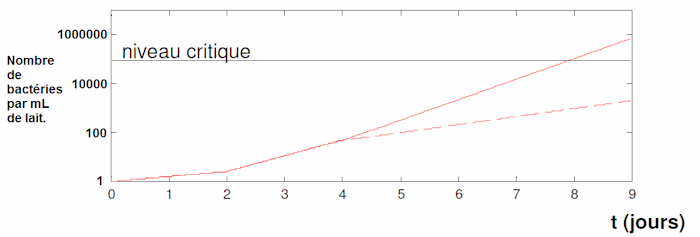 1000000
niveau critique
Nombre
de
bactéries
par mL
de lait.
10000
100
1
0 1 2 3 4 5 6 7 8 9
t (jours)